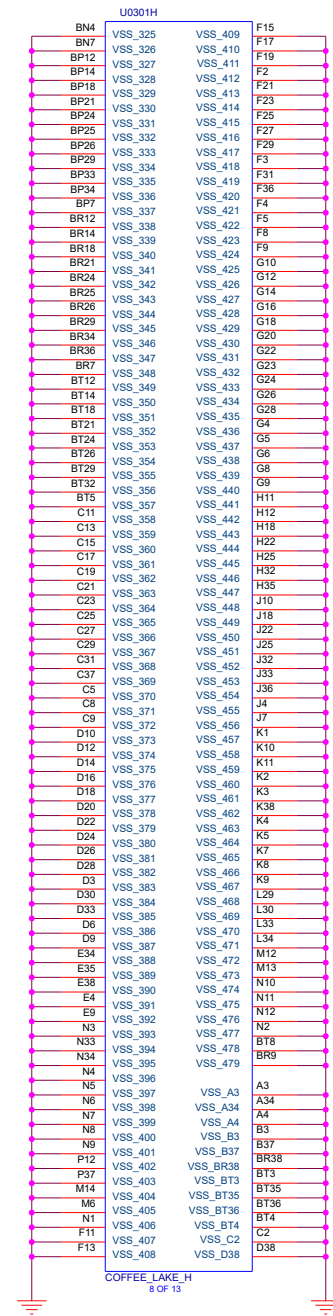 U0301H
BN4 VSS_325 VSS_409 F15
BN7 VSS_326 VSS_410 F17
BP12 VSS_327 VSS_411 F19
BP14 VSS_328 VSS_412 F2
BP18 VSS_329 VSS_413 F21
BP21 VSS_330 VSS_414 F23
BP24 VSS_331 VSS_415 F25
BP25 VSS_332 VSS_416 F27
BP26 VSS_333 VSS_417 F29
BP29 VSS_334 VSS_418 F3
BP33 VSS_335 VSS_419 F31
BP34 VSS_336 VSS_420 F36
BP7 VSS_337 VSS_421 F4
BR12 VSS_338 VSS_422 F5
BR14 VSS_339 VSS_423 F8
BR18 VSS_340 VSS_424 F9
BR21 VSS_341 VSS_425 G10
BR24 VSS_342 VSS_426 G12
BR25 VSS_343 VSS_427 G14
BR26 VSS_344 VSS_428 G16
BR29 VSS_345 VSS_429 G18
BR34 VSS_346 VSS_430 G20
BR36 VSS_347 VSS_431 G22
BR7 VSS_348 VSS_432 G23
BT12 VSS_349 VSS_433 G24
BT14 VSS_350 VSS_434 G26
BT18 VSS_351 VSS_435 G28
BT21 VSS_352 VSS_436 G4
BT24 VSS_353 VSS_437 G5
BT26 VSS_354 VSS_438 G6
BT29 VSS_355 VSS_439 G8
BT32 VSS_356 VSS_440 G9
BT5 VSS_357 VSS_441 H11
C11 VSS_358 VSS_442 H12
C13 VSS_359 VSS_443 H18
C15 VSS_360 VSS_444 H22
C17 VSS_361 VSS_445 H25
C19 VSS_362 VSS_446 H32
C21 VSS_363 VSS_447 H35
C23 VSS_364 VSS_448 J10
C25 VSS_365 VSS_449 J18
C27 VSS_366 VSS_450 J22
C29 VSS_367 VSS_451 J25
C31 VSS_368 VSS_452 J32
C37 VSS_369 VSS_453 J33
C5 VSS_370 VSS_454 J36
C8 VSS_371 VSS_455 J4
C9 VSS_372 VSS_456 J7
D10 VSS_373 VSS_457 K1
D12 VSS_374 VSS_458 K10
D14 VSS_375 VSS_459 K11
D16 VSS_376 VSS_460 K2
D18 VSS_377 VSS_461 K3
D20 VSS_378 VSS_462 K38
D22 VSS_379 VSS_463 K4
D24 VSS_380 VSS_464 K5
D26 VSS_381 VSS_465 K7
D28 VSS_382 VSS_466 K8
D3 VSS_383 VSS_467 K9
D30 VSS_384 VSS_468 L29
D33 VSS_385 VSS_469 L30
D6 VSS_386 VSS_470 L33
D9 VSS_387 VSS_471 L34
E34 VSS_388 VSS_472 M12
E35 VSS_389 VSS_473 M13
E38 VSS_390 VSS_474 N10
E4 VSS_391 VSS_475 N11
E9 VSS_392 VSS_476 N12
N3 VSS_393 VSS_477 N2
N33 VSS_394 VSS_478 BT8
N34 VSS_395 VSS_479 BR9
N4 VSS_396
N5 VSS_397 VSS_A3 A3
N6 VSS_398 VSS_A34 A34
N7 VSS_399 VSS_A4 A4
N8 VSS_400 VSS_B3 B3
N9 VSS_401 VSS_B37 B37
P12 VSS_402 VSS_BR38 BR38
P37 VSS_403 VSS_BT3 BT3
M14 VSS_404 VSS_BT35 BT35
M6 VSS_405 VSS_BT36 BT36
N1 VSS_406 VSS_BT4 BT4
F11 VSS_407 VSS_C2 C2
F13 VSS_408 VSS_D38 D38
COFFEE_LAKE_H
8 OF 13